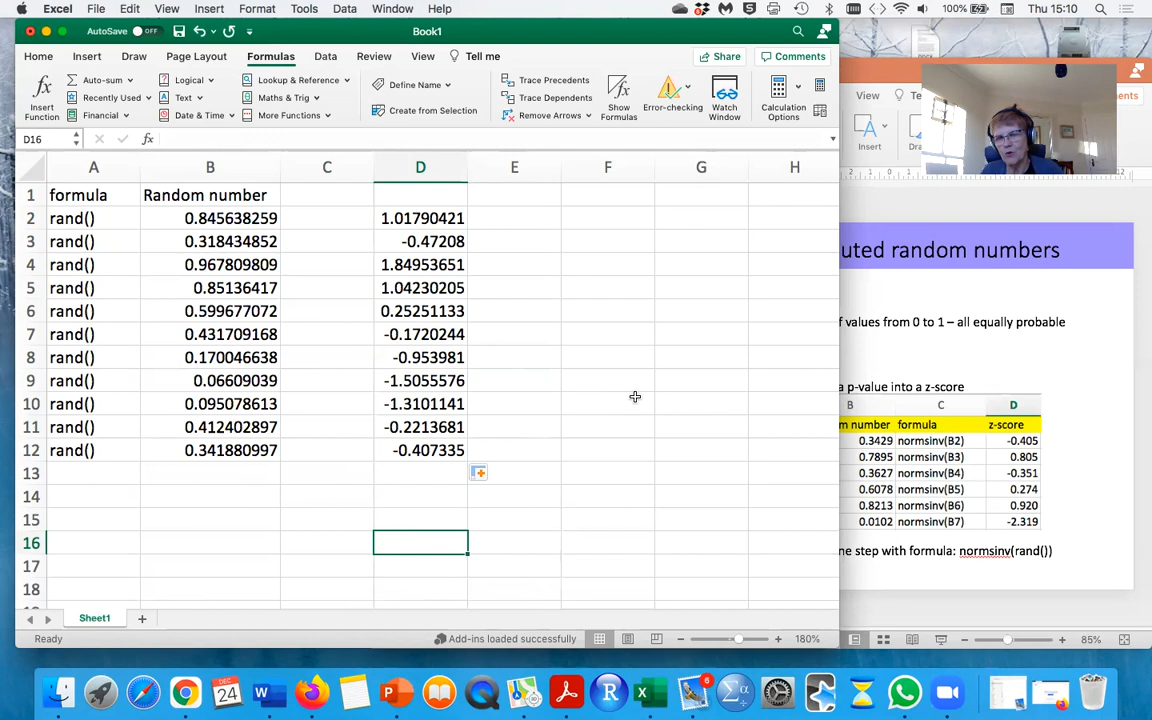 Excel File Edit View Insert Format Tools Data Window Help 100% Thu 15:10
AutoSave OFF Book1
Home Insert Draw Page Layout Formulas Data Review View Tell me Share Comments
Insert Function
Auto-sum
Recently Used
Financial
Logical
Text
Date & Time
Lookup & Reference
Maths & Trig
More Functions
Define Name
Create from Selection
Trace Precedents
Trace Dependents
Remove Arrows
Show Formulas
Error-checking
Watch Window
Calculation Options
D16 fx
A B C D E F G H
1 formula Random number
2 rand() 0.845638259 1.01790421
3 rand() 0.318434852 -0.47208
4 rand() 0.967809809 1.84953651
5 rand() 0.85136417 1.04230205
6 rand() 0.599677072 0.25251133
7 rand() 0.431709168 -0.1720244
8 rand() 0.170046638 -0.953981
9 rand() 0.06609039 -1.5055576
10 rand() 0.095078613 -1.3101141
11 rand() 0.412402897 -0.2213681
12 rand() 0.341880997 -0.407335
13
14
15
16
17
18
Sheet1
Ready Add-ins loaded successfully 180%
View
Insert
uted random numbers
f values from 0 to 1 – all equally probable
a p-value into a z-score
B C D
m number formula z-score
0.3429 normsinv(B2) -0.405
0.7895 normsinv(B3) 0.805
0.3627 normsinv(B4) -0.351
0.6078 normsinv(B5) 0.274
0.8213 normsinv(B6) 0.920
0.0102 normsinv(B7) -2.319
ne step with formula: normsinv(rand())
85%
DEC
24
6